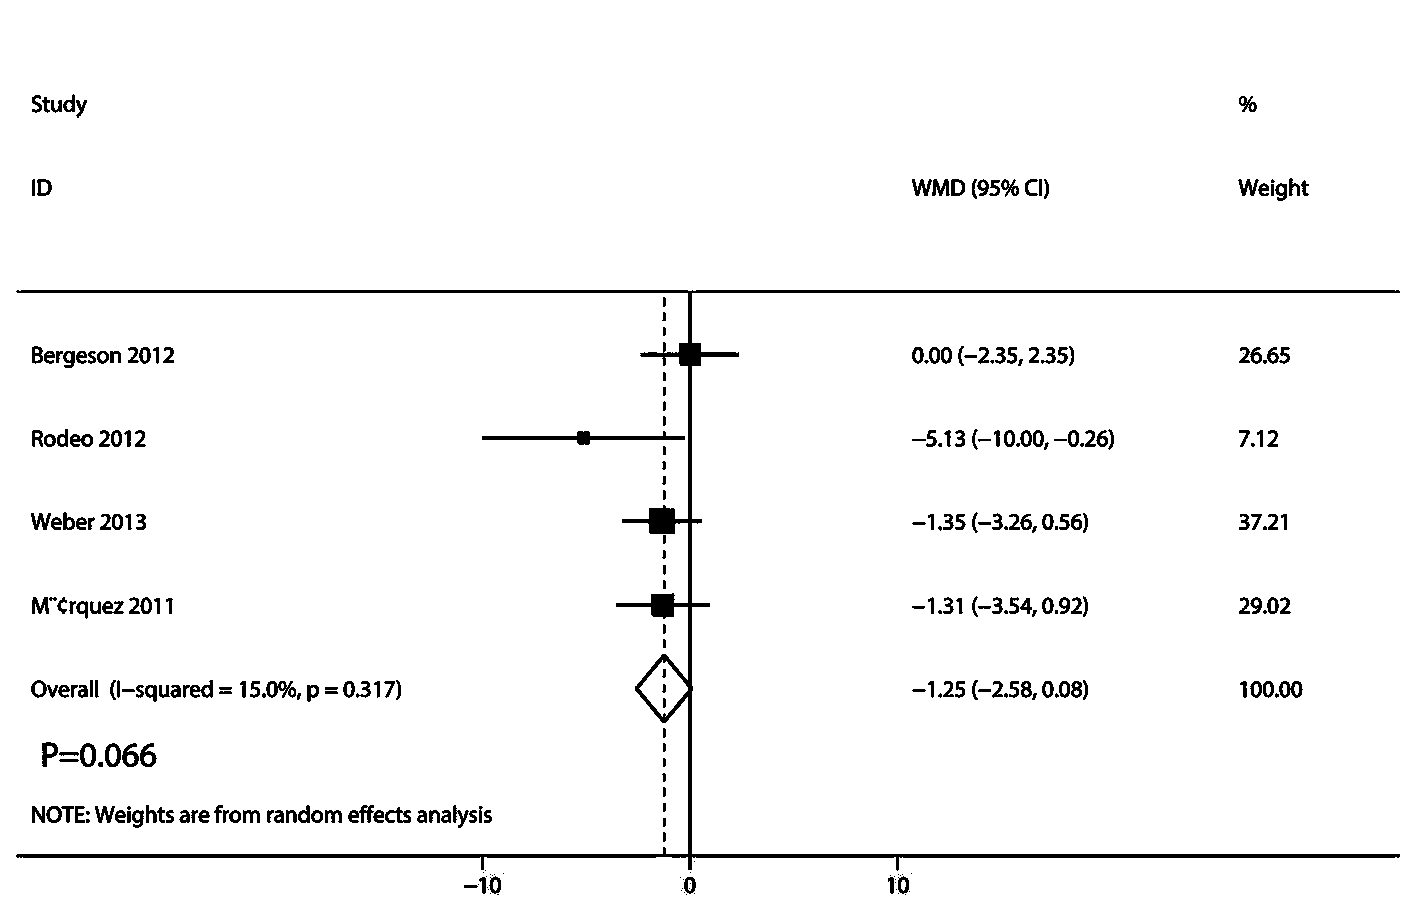 Study %
ID WMD (95% CI) Weight
Bergeson 2012 0.00 (−2.35, 2.35) 26.65
Rodeo 2012 −5.13 (−10.00, −0.26) 7.12
Weber 2013 −1.35 (−3.26, 0.56) 37.21
M¨¢rquez 2011 −1.31 (−3.54, 0.92) 29.02
Overall (I−squared = 15.0%, p = 0.317) −1.25 (−2.58, 0.08) 100.00
P=0.066
NOTE: Weights are from random effects analysis
−10 0 10